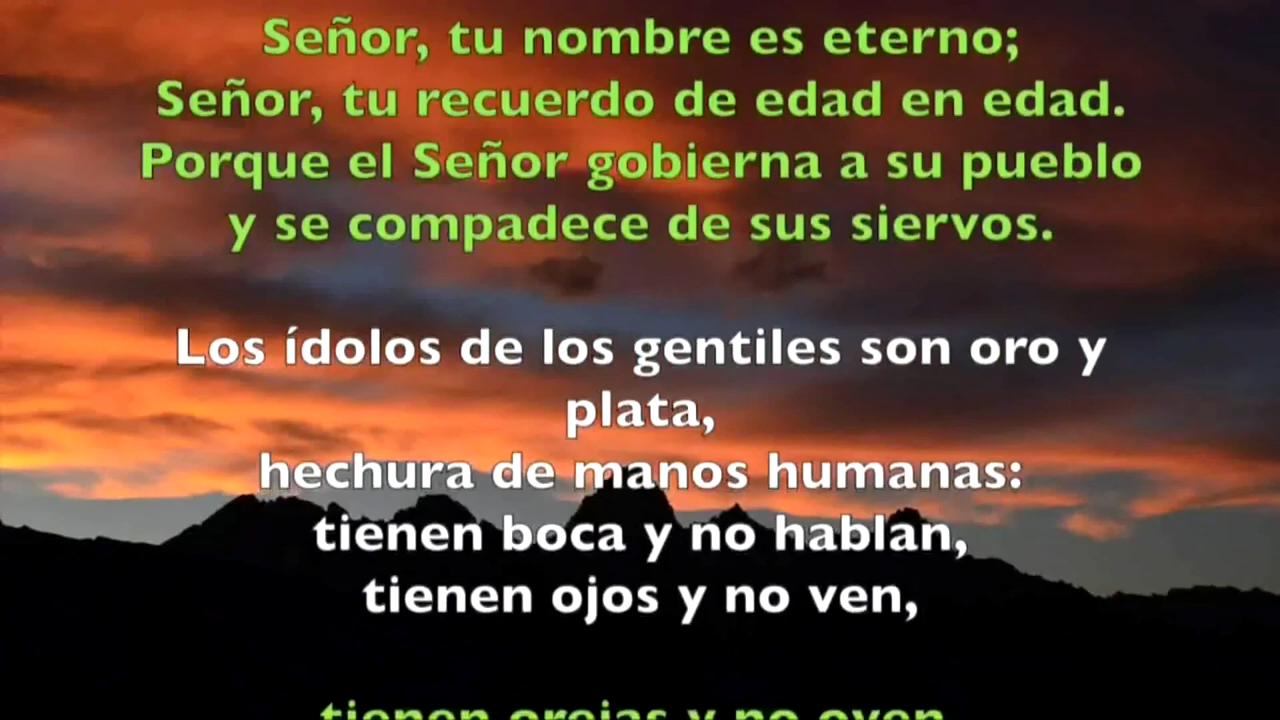 Señor, tu nombre es eterno;
Señor, tu recuerdo de edad en edad.
Porque el Señor gobierna a su pueblo
y se compadece de sus siervos.
Los ídolos de los gentiles son oro y
plata,
hechura de manos humanas:
tienen boca y no hablan,
tienen ojos y no ven,
tienen orejas y no oyen